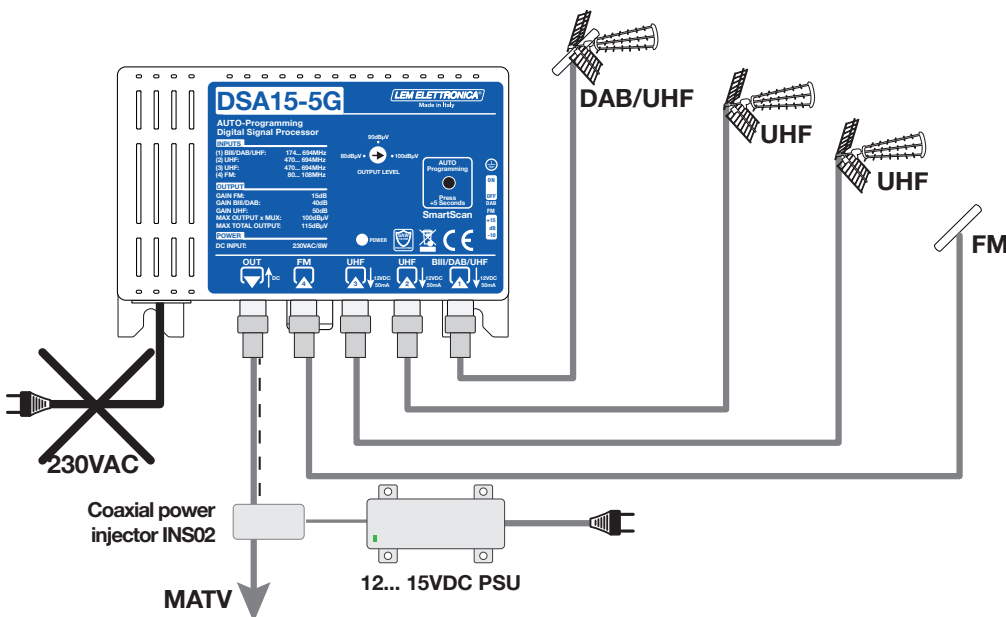 DSA15-5G
LEM ELETTRONICA®
Made in Italy
AUTO-Programming
Digital Signal Processor
INPUTS
(1) BIII/DAB/UHF: 174... 694MHz
(2) UHF: 470... 694MHz
(3) UHF: 470... 694MHz
(4) FM: 80... 108MHz
OUTPUT
GAIN FM: 15dB
GAIN BIII/DAB: 40dB
GAIN UHF: 50dB
MAX OUTPUT x MUX: 100dBµV
MAX TOTAL OUTPUT: 115dBµV
POWER
DC INPUT: 230VAC/8W
90dBµV
80dBµV
100dBµV
OUTPUT LEVEL
AUTO
Programming
Press
+5 Seconds
SmartScan
ON
OFF
DAB
FM
+15
dB
-10
POWER
CE
OUT
DC
FM
4
UHF
3
12VDC
50mA
UHF
2
12VDC
50mA
BIII/DAB/UHF
1
12VDC
50mA
DAB/UHF
UHF
UHF
FM
230VAC
Coaxial power
injector INS02
12... 15VDC PSU
MATV